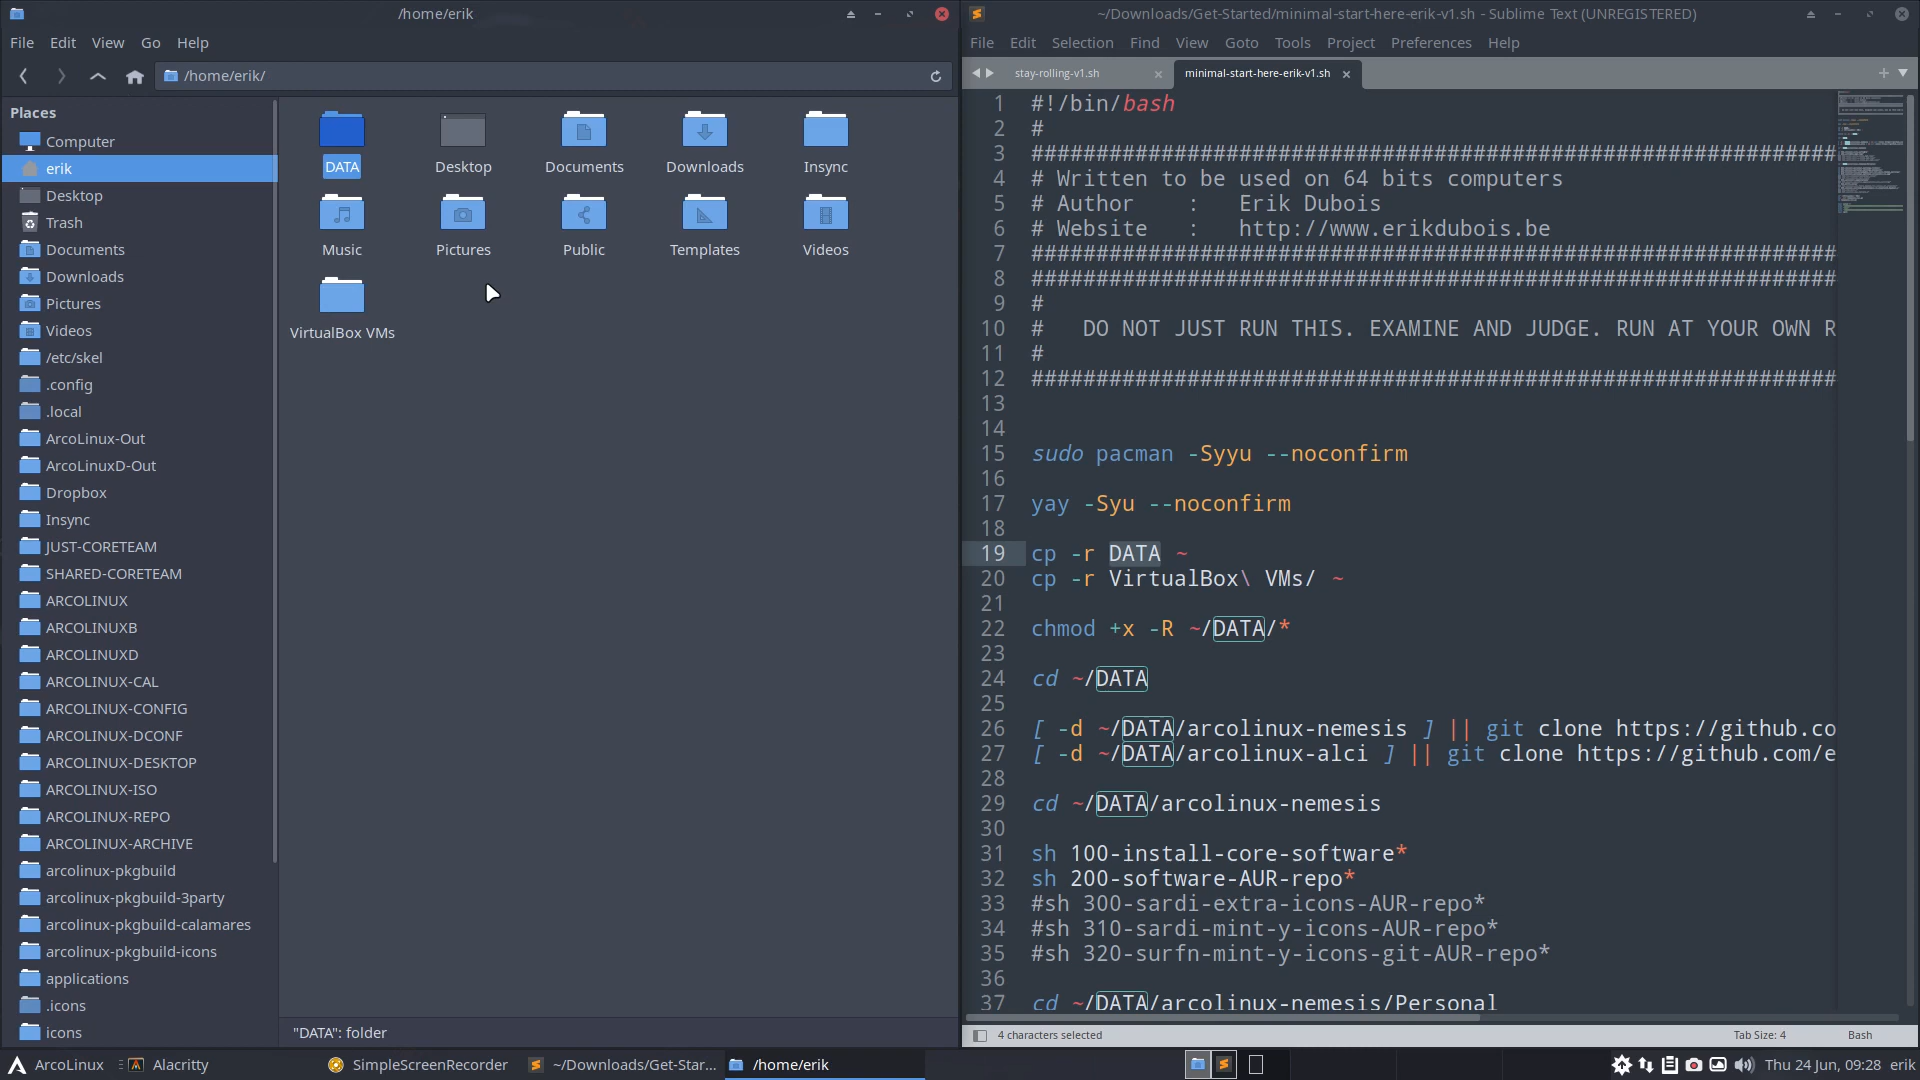 /home/erik
File Edit View Go Help
/home/erik/
Places
Computer
erik
Desktop
Trash
Documents
Downloads
Pictures
Videos
/etc/skel
.config
.local
ArcoLinux-Out
ArcoLinuxD-Out
Dropbox
Insync
JUST-CORETEAM
SHARED-CORETEAM
ARCOLINUX
ARCOLINUXB
ARCOLINUXD
ARCOLINUX-CAL
ARCOLINUX-CONFIG
ARCOLINUX-DCONF
ARCOLINUX-DESKTOP
ARCOLINUX-ISO
ARCOLINUX-REPO
ARCOLINUX-ARCHIVE
arcolinux-pkgbuild
arcolinux-pkgbuild-3party
arcolinux-pkgbuild-calamares
arcolinux-pkgbuild-icons
applications
.icons
icons
DATA Desktop Documents Downloads Insync
Music Pictures Public Templates Videos
VirtualBox VMs
"DATA": folder
~/Downloads/Get-Started/minimal-start-here-erik-v1.sh - Sublime Text (UNREGISTERED)
File Edit Selection Find View Goto Tools Project Preferences Help
stay-rolling-v1.sh minimal-start-here-erik-v1.sh
1 #!/bin/bash
2 #
3 ##############################################################
4 # Written to be used on 64 bits computers
5 # Author : Erik Dubois
6 # Website : http://www.erikdubois.be
7 ##############################################################
8 ##############################################################
9 #
10 # DO NOT JUST RUN THIS. EXAMINE AND JUDGE. RUN AT YOUR OWN R
11 #
12 ##############################################################
13
14
15 sudo pacman -Syyu --noconfirm
16
17 yay -Syu --noconfirm
18
19 cp -r DATA ~
20 cp -r VirtualBox\ VMs/ ~
21
22 chmod +x -R ~/DATA/*
23
24 cd ~/DATA
25
26 [ -d ~/DATA/arcolinux-nemesis ] || git clone https://github.co
27 [ -d ~/DATA/arcolinux-alci ] || git clone https://github.com/e
28
29 cd ~/DATA/arcolinux-nemesis
30
31 sh 100-install-core-software*
32 sh 200-software-AUR-repo*
33 #sh 300-sardi-extra-icons-AUR-repo*
34 #sh 310-sardi-mint-y-icons-AUR-repo*
35 #sh 320-surfn-mint-y-icons-git-AUR-repo*
36
37 cd ~/DATA/arcolinux-nemesis/Personal
4 characters selected Tab Size: 4 Bash
ArcoLinux Alacritty SimpleScreenRecorder ~/Downloads/Get-Star... /home/erik Thu 24 Jun, 09:28 erik